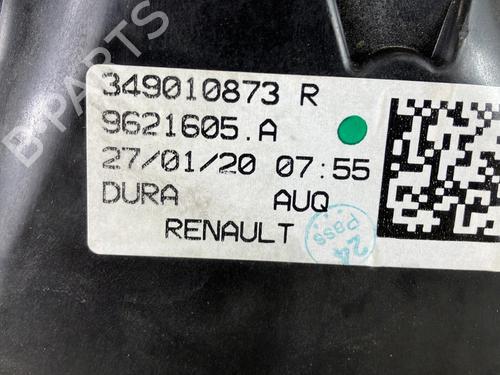 B-PARTS
349010873 R
9621605.A
27/01/20 07:55
DURA AUQ
RENAULT
24
Pass